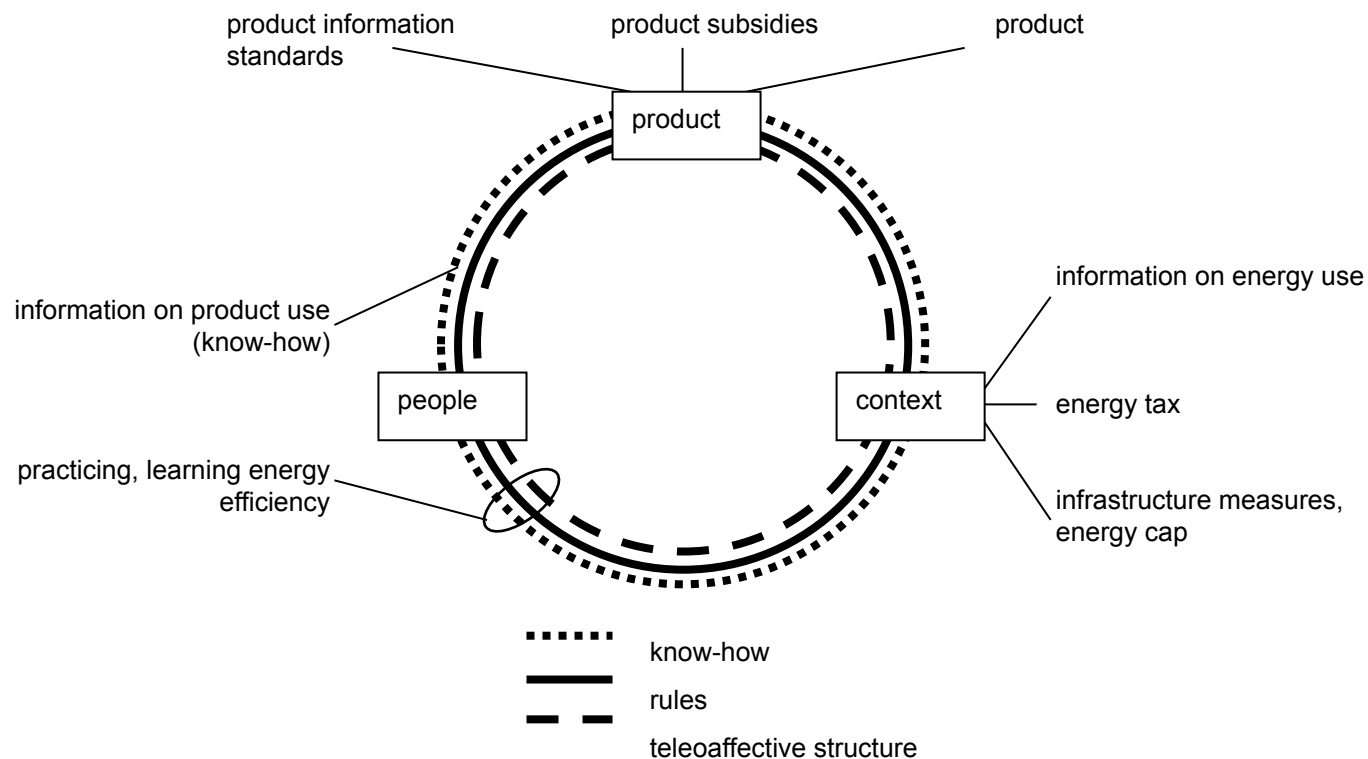 product information
standards
product subsidies
product
product
information on energy use
information on product use
(know-how)
people
context
energy tax
practicing, learning energy
efficiency
infrastructure measures,
energy cap
know-how
rules
teleoaffective structure